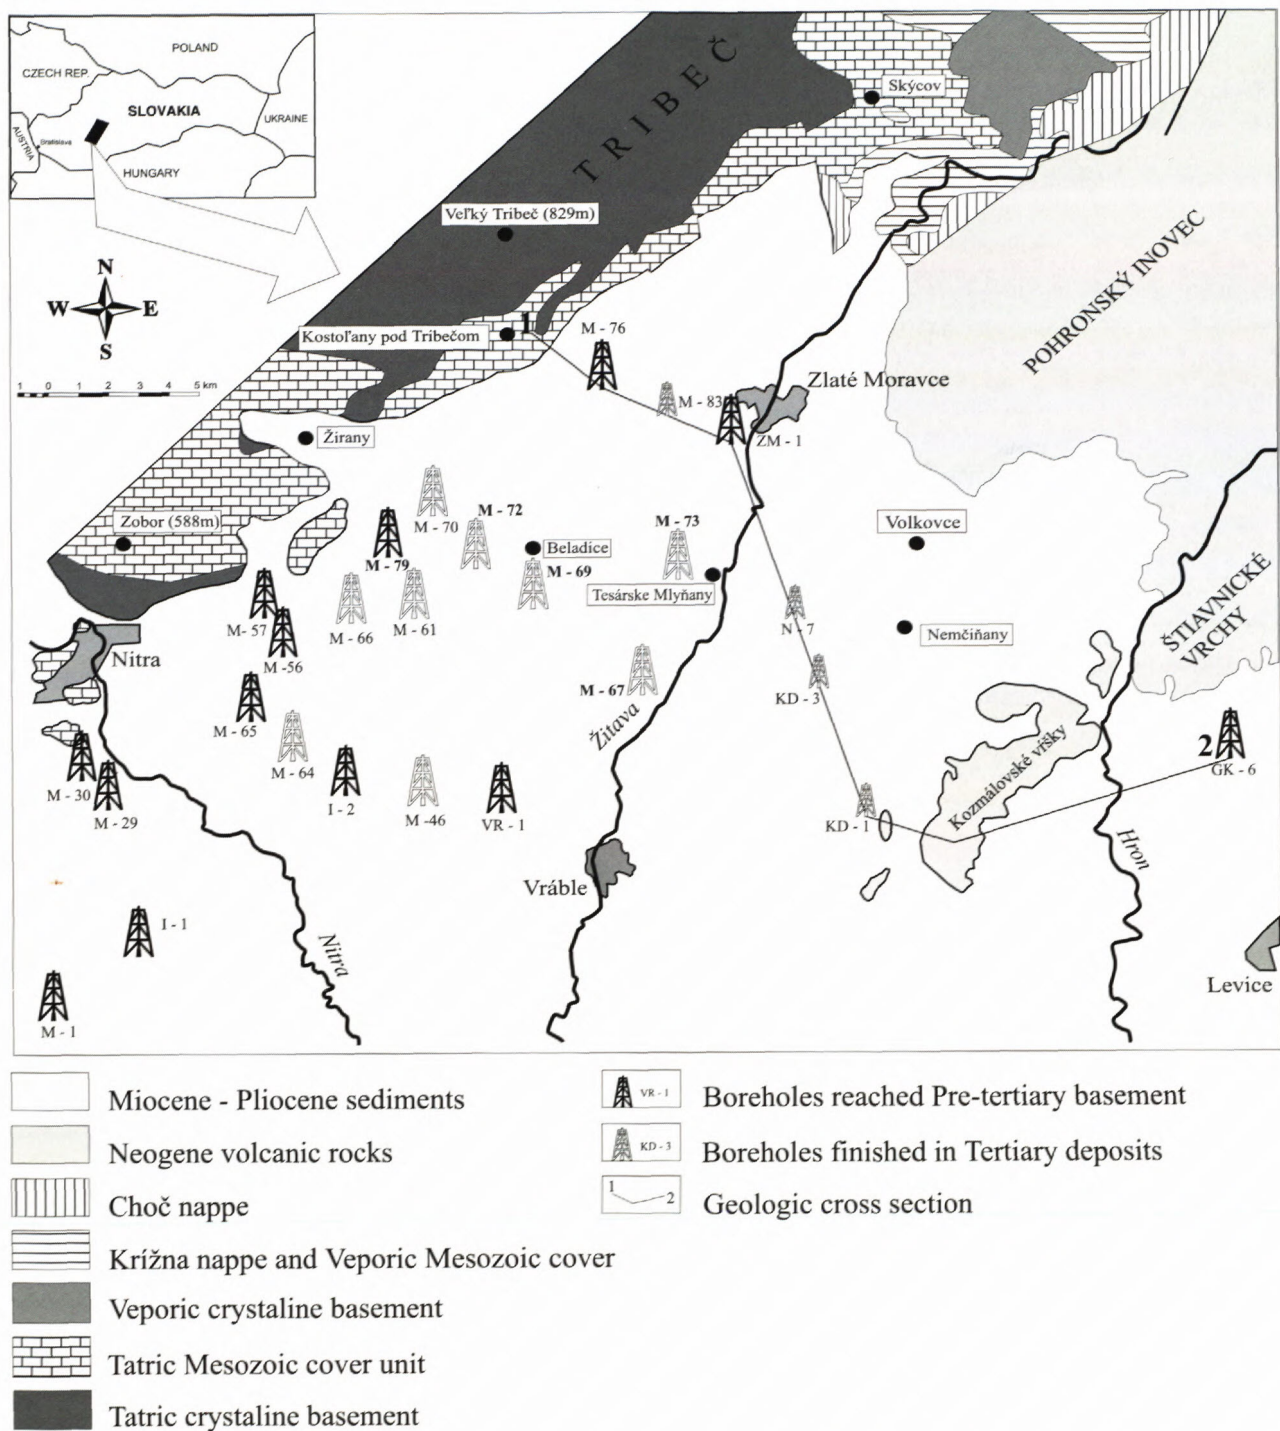 POLAND
CZECH REP.
SLOVAKIA
UKRAINE
AUSTRIA
Bratislava
HUNGARY
TRIBEČ
Skýcov
Veľký Tribeč (829m)
POHRONSKÝ INOVEC
N
W E
S
Kostoľany pod Tribečom
1
M - 76
1 0 1 2 3 4 5 km
Zlaté Moravce
M - 83
ZM - 1
Žirany
M - 70
M - 72
M - 73
Zobor (588m)
Volkovce
Beladice
M - 79
M - 69
Tesárske Mlyňany
M - 57
M - 66
M - 61
N - 7
Nemčiňany
ŠTIAVNICKÉ
VRCHY
Nitra
M - 56
M - 67
KD - 3
M - 65
Žitava
M - 64
Kozmálovské vŕšky
2
GK - 6
M - 30
M - 29
I - 2
M -46
VR - 1
KD - 1
Hron
Vráble
I - 1
Nitra
Levice
M - 1
Miocene - Pliocene sediments
Neogene volcanic rocks
Choč nappe
Krížna nappe and Veporic Mesozoic cover
Veporic crystaline basement
Tatric Mesozoic cover unit
Tatric crystaline basement
VR - 1
Boreholes reached Pre-tertiary basement
KD - 3
Boreholes finished in Tertiary deposits
1 2
Geologic cross section